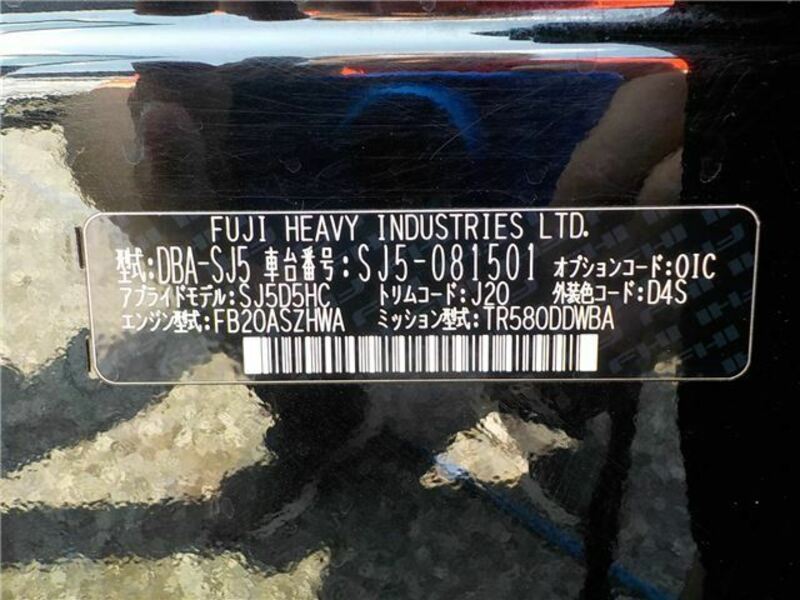 FUJI HEAVY INDUSTRIES LTD.
型式:DBA-SJ5 車台番号:SJ5-081501 オプションコード:OIC
アプライドモデル:SJ5D5HC トリムコード:J20 外装色コード:D4S
エンジン型式:FB20ASZHWA ミッション型式:TR580DDWBA